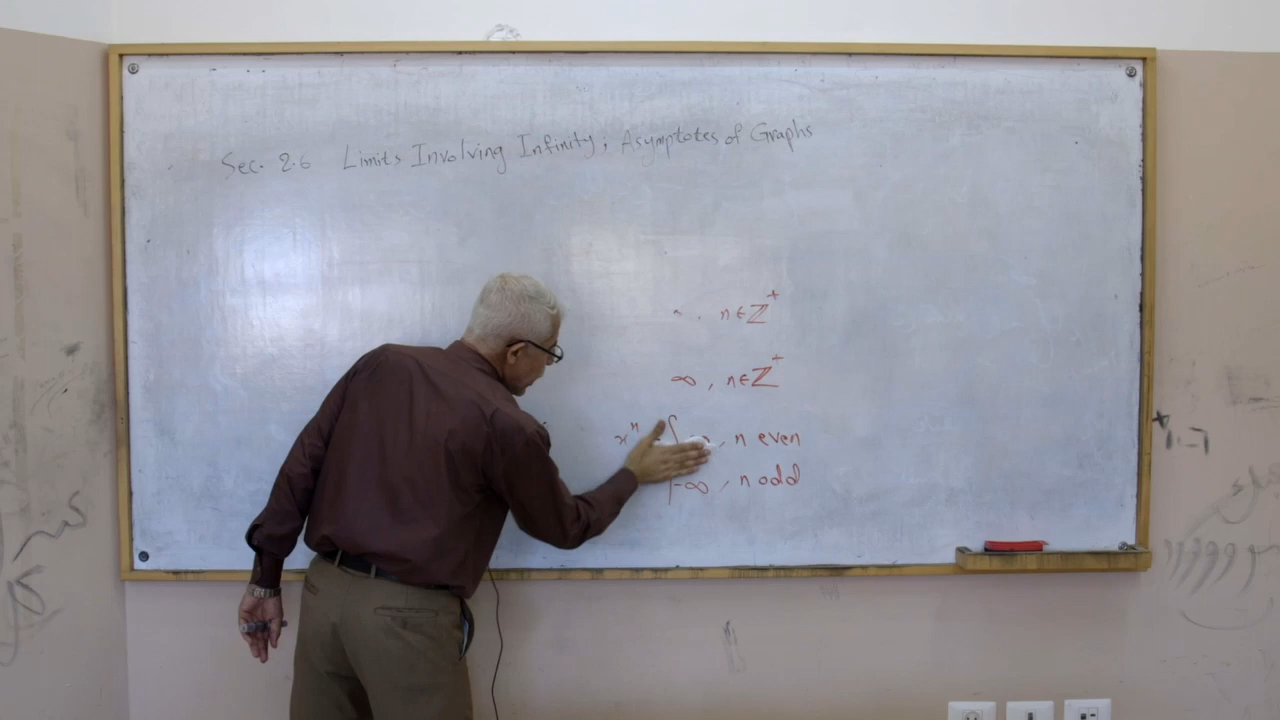 Sec. 2.6 Limits Involving Infinity; Asymptotes of Graphs
, n∈ℤ⁺
∞ , n∈ℤ⁺
xⁿ = { ∞ , n even
-∞ , n odd